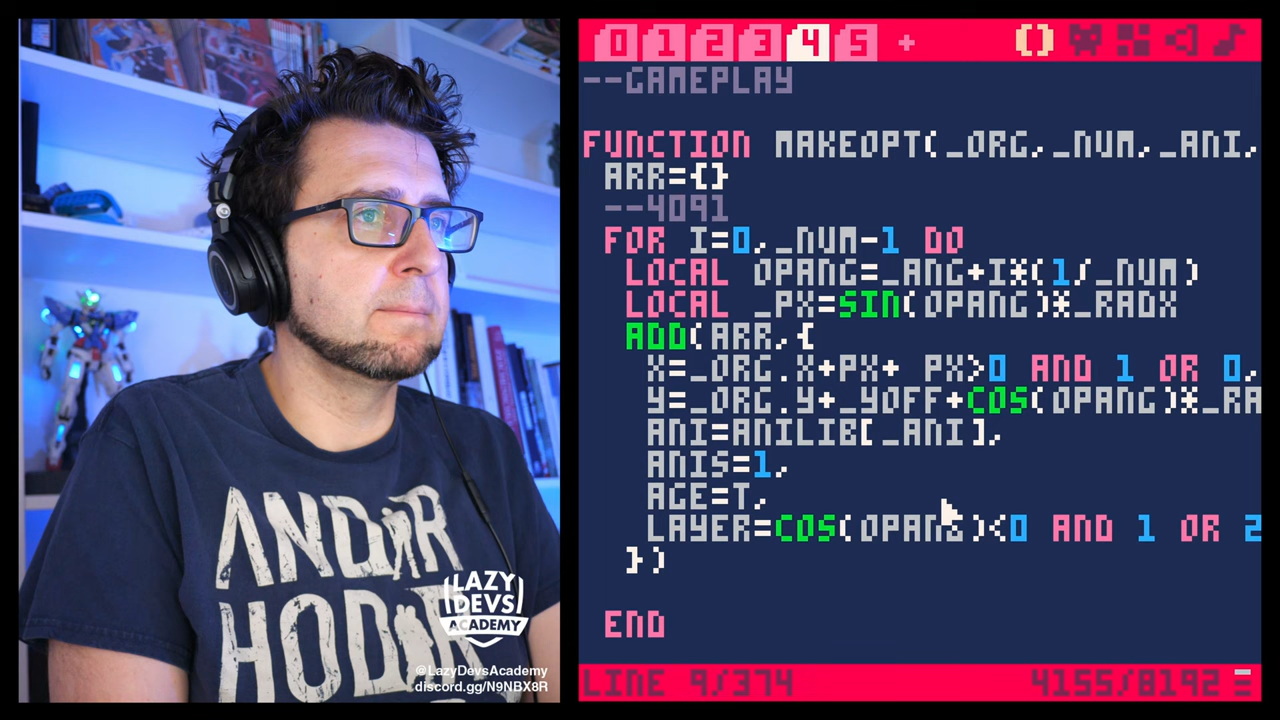 ANDOR
HODOR
LAZY
DEVS
ACADEMY
@LazyDevsAcademy
discord.gg/N9NBX8R
0 1 2 3 4 5 +
--GAMEPLAY
FUNCTION MAKEOPT(_ORG,_NUM,_ANI,
ARR={}
--4091
FOR I=0,_NUM-1 DO
LOCAL OPANG=_ANG+I*(1/_NUM)
LOCAL _PX=SIN(OPANG)*_RADX
ADD(ARR,{
X=_ORG.X+PX+ PX>0 AND 1 OR 0,
Y=_ORG.Y+_YOFF+COS(OPANG)*_RA
ANI=ANILIB[_ANI],
ANIS=1,
AGE=T,
LAYER=COS(OPANG)<0 AND 1 OR 2
})
END
LINE 9/374 4155/8192